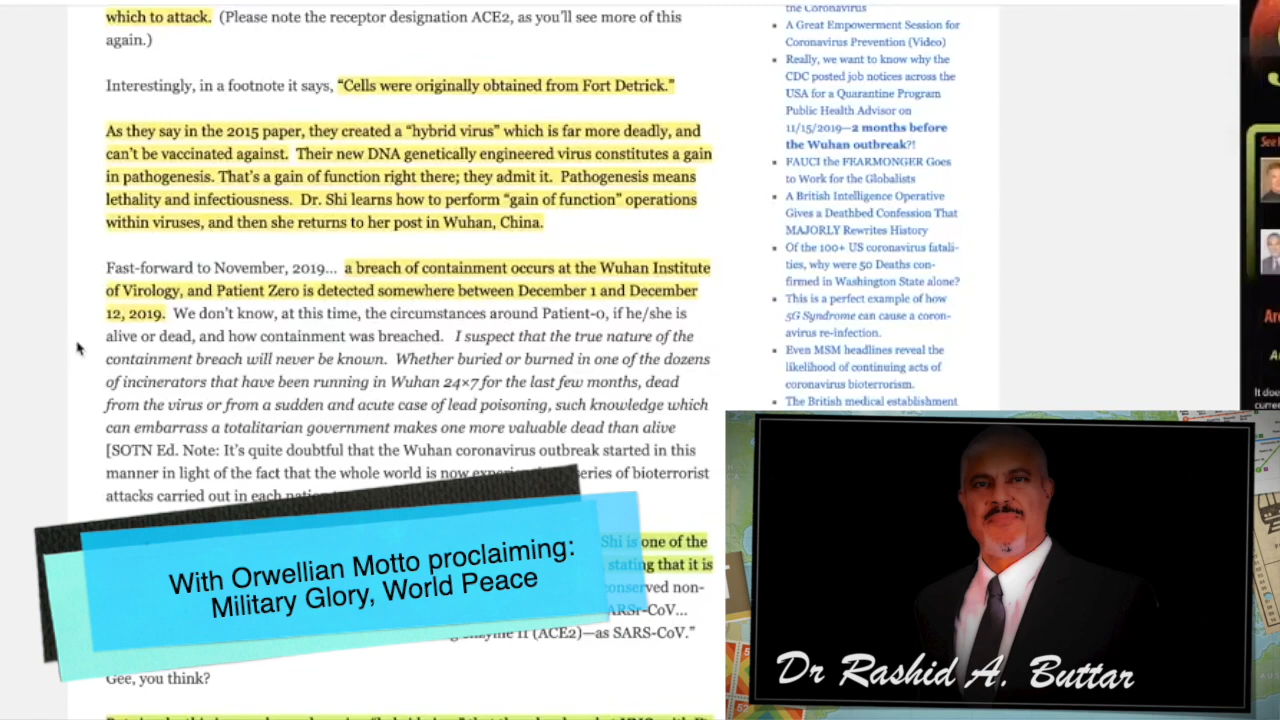 which to attack. (Please note the receptor designation ACE2, as you'll see more of this
again.)
Interestingly, in a footnote it says, “Cells were originally obtained from Fort Detrick.”
As they say in the 2015 paper, they created a “hybrid virus” which is far more deadly, and
can't be vaccinated against. Their new DNA genetically engineered virus constitutes a gain
in pathogenesis. That's a gain of function right there; they admit it. Pathogenesis means
lethality and infectiousness. Dr. Shi learns how to perform “gain of function” operations
within viruses, and then she returns to her post in Wuhan, China.
Fast-forward to November, 2019... a breach of containment occurs at the Wuhan Institute
of Virology, and Patient Zero is detected somewhere between December 1 and December
12, 2019. We don't know, at this time, the circumstances around Patient-0, if he/she is
alive or dead, and how containment was breached. I suspect that the true nature of the
containment breach will never be known. Whether buried or burned in one of the dozens
of incinerators that have been running in Wuhan 24×7 for the last few months, dead
from the virus or from a sudden and acute case of lead poisoning, such knowledge which
can embarrass a totalitarian government makes one more valuable dead than alive
[SOTN Ed. Note: It's quite doubtful that the Wuhan coronavirus outbreak started in this
manner in light of the fact that the whole world is now series of bioterrorist
attacks carried out in each
Shi is one of the
stating that it is
conserved non-
ARSr-CoV...
(ACE2)—as SARS-CoV.”
Gee, you think?
the Coronavirus
A Great Empowerment Session for
Coronavirus Prevention (Video)
Really, we want to know why the
CDC posted job notices across the
USA for a Quarantine Program
Public Health Advisor on
11/15/2019—2 months before
the Wuhan outbreak?!
FAUCI the FEARMONGER Goes
to Work for the Globalists
A British Intelligence Operative
Gives a Deathbed Confession That
MAJORLY Rewrites History
Of the 100+ US coronavirus fatali-
ties, why were 50 Deaths con-
firmed in Washington State alone?
This is a perfect example of how
5G Syndrome can cause a coron-
avirus re-infection.
Even MSM headlines reveal the
likelihood of continuing acts of
coronavirus bioterrorism.
The British medical establishment
See
It doe
curre
With Orwellian Motto proclaiming:
Military Glory, World Peace
Dr Rashid A. Buttar